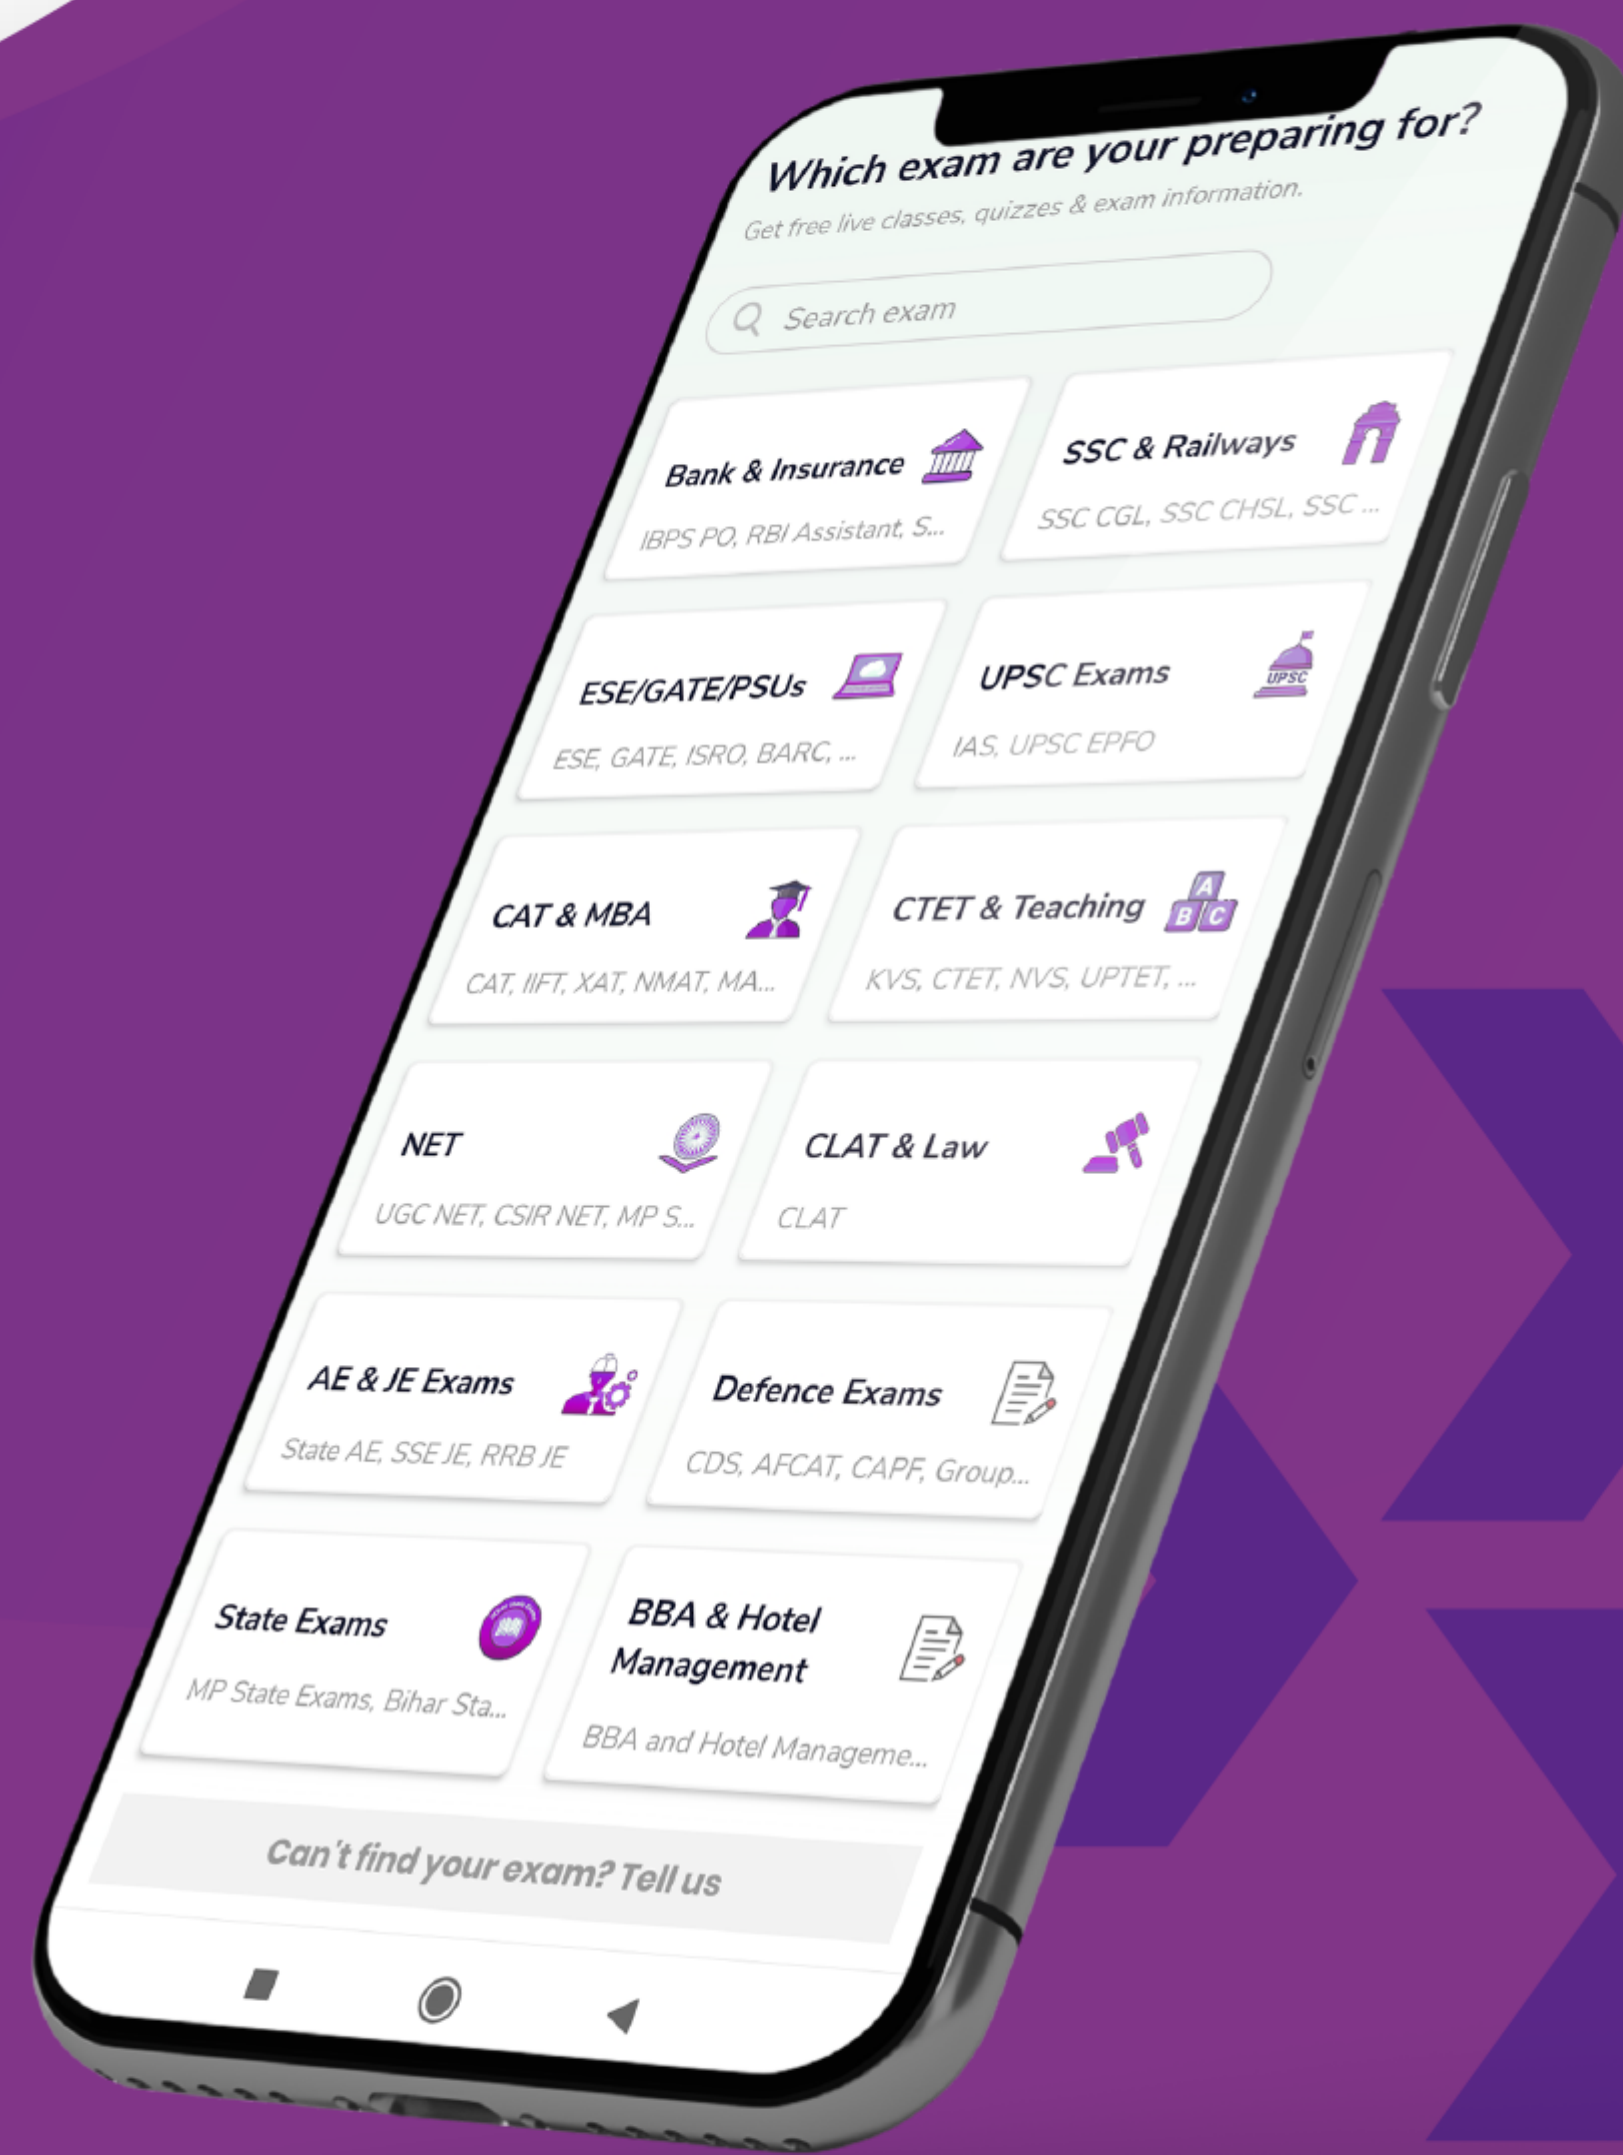 Which exam are your preparing for?
Get free live classes, quizzes & exam information.
Search exam
Bank & Insurance
IBPS PO, RBI Assistant, S...
SSC & Railways
SSC CGL, SSC CHSL, SSC ...
ESE/GATE/PSUs
ESE, GATE, ISRO, BARC, ...
UPSC Exams
UPSC
IAS, UPSC EPFO
CAT & MBA
CAT, IIFT, XAT, NMAT, MA...
CTET & Teaching
A
B C
KVS, CTET, NVS, UPTET, ...
NET
UGC NET, CSIR NET, MP S...
CLAT & Law
CLAT
AE & JE Exams
State AE, SSE JE, RRB JE
Defence Exams
CDS, AFCAT, CAPF, Group...
State Exams
MP State Exams, Bihar Sta...
BBA & Hotel
Management
BBA and Hotel Manageme...
Can't find your exam? Tell us